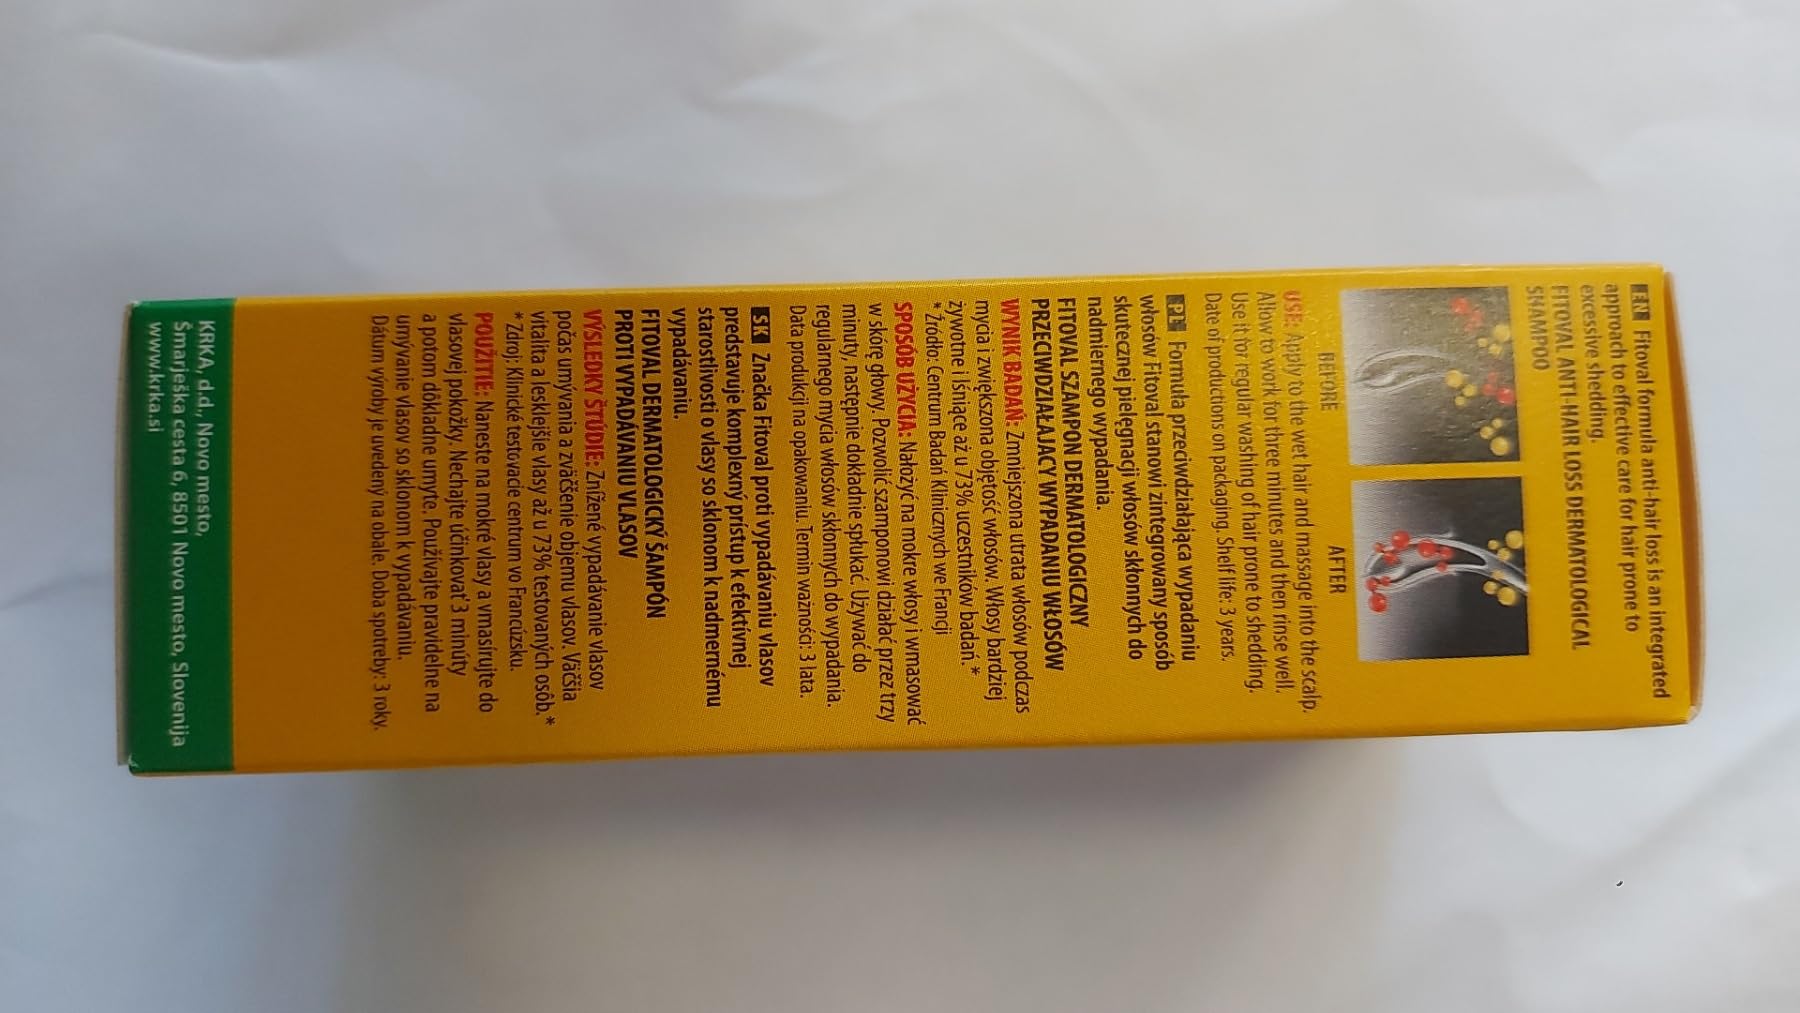 EN Fitoval formula anti-hair loss is an integrated
approach to effective care for hair prone to
excessive shedding.
FITOVAL ANTI-HAIR LOSS DERMATOLOGICAL
SHAMPOO
BEFORE AFTER
USE: Apply to the wet hair and massage into the scalp.
Allow to work for three minutes and then rinse well.
Use it for regular washing of hair prone to shedding.
Date of productions on packaging. Shelf life: 3 years.
PL Formuła przeciwdziałająca wypadaniu
włosów Fitoval stanowi zintegrowany sposób
skutecznej pielęgnacji włosów skłonnych do
nadmiernego wypadania.
FITOVAL SZAMPON DERMATOLOGICZNY
PRZECIWDZIAŁAJĄCY WYPADANIU WŁOSÓW
WYNIK BADAŃ: Zmniejszona utrata włosów podczas
mycia i zwiększona objętość włosów. Włosy bardziej
żywotne i lśniące aż u 73% uczestników badań.*
*Źródło: Centrum Badań Klinicznych we Francji
SPOSÓB UŻYCIA: Nałożyć na mokre włosy i wmasować
w skórę głowy. Pozwolić szamponowi działać przez trzy
minuty, następnie dokładnie spłukać. Używać do
regularnego mycia włosów skłonnych do wypadania.
Data produkcji na opakowaniu. Termin ważności: 3 lata.
SK Značka Fitoval proti vypadávaniu vlasov
predstavuje komplexný prístup k efektívnej
starostlivosti o vlasy so sklonom k nadmernému
vypadávaniu.
FITOVAL DERMATOLOGICKÝ ŠAMPÓN
PROTI VYPADÁVANIU VLASOV
VÝSLEDKY ŠTÚDIE: Znížené vypadávanie vlasov
počas umývania a zväčšenie objemu vlasov. Väčšia
vitalita a lesklejšie vlasy až u 73% testovaných osôb.*
*Zdroj: Klinické testovacie centrum vo Francúzsku.
POUŽITIE: Naneste na mokré vlasy a vmasírujte do
vlasovej pokožky. Nechajte účinkovať 3 minúty
a potom dôkladne umyte. Používajte pravidelne na
umývanie vlasov so sklonom k vypadávaniu.
Dátum výroby je uvedený na obale. Doba spotreby: 3 roky.
KRKA, d.d., Novo mesto,
Šmarješka cesta 6, 8501 Novo mesto, Slovenija
www.krka.si